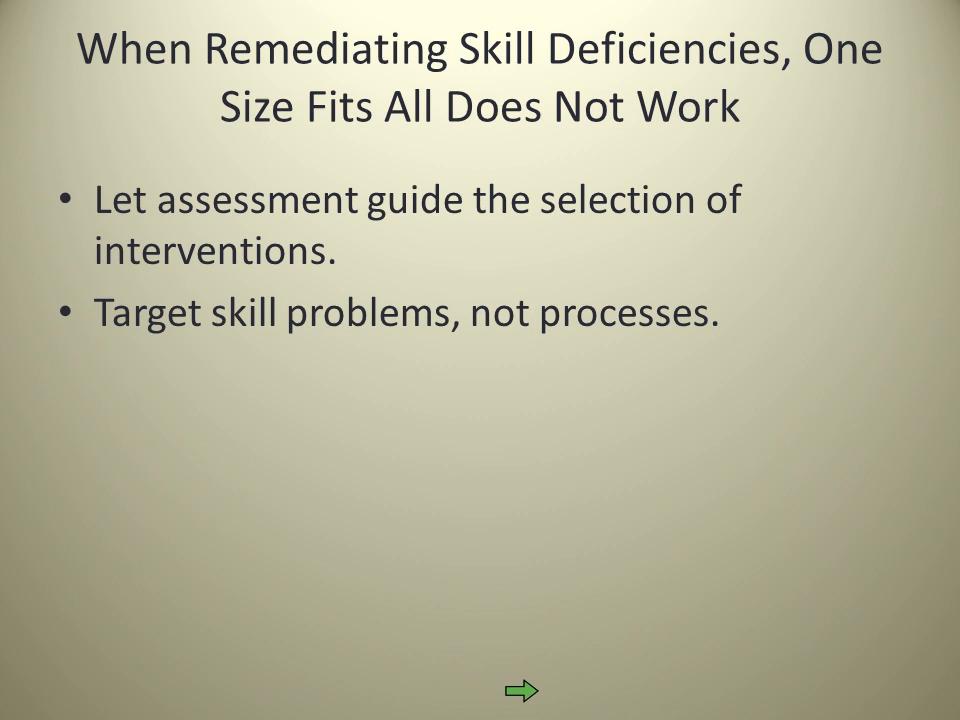 When Remediating Skill Deficiencies, One
Size Fits All Does Not Work
• Let assessment guide the selection of
interventions.
• Target skill problems, not processes.